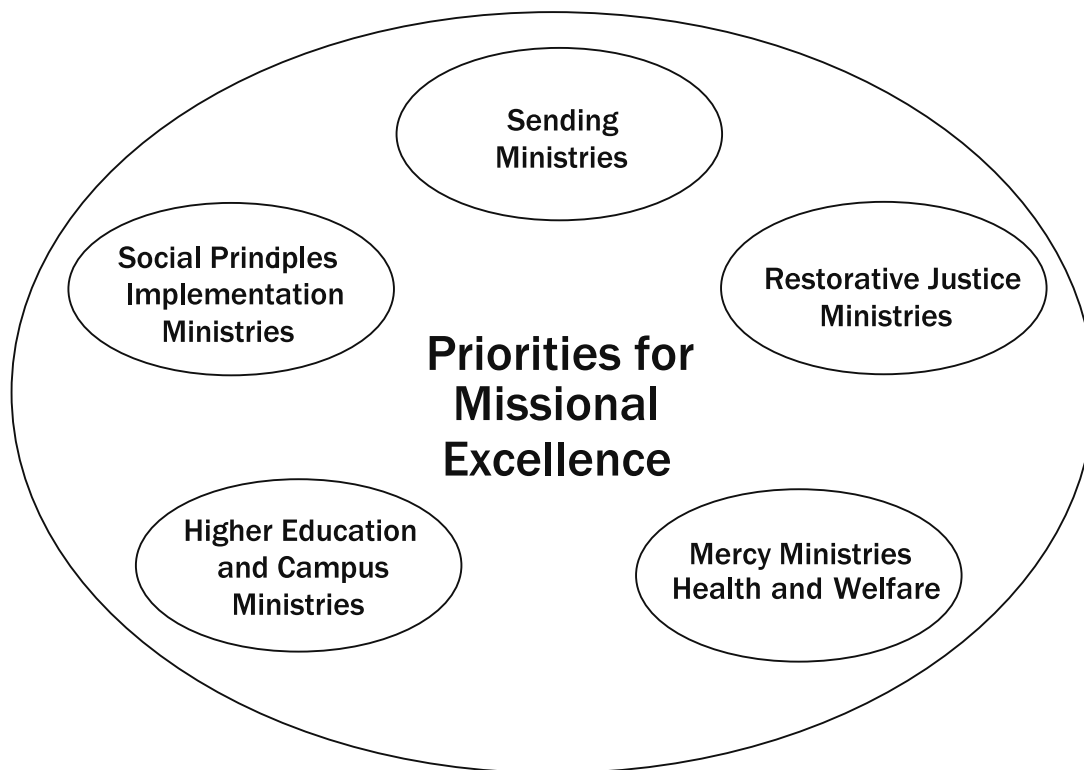 Sending
Ministries
Social Principles
Implementation
Ministries
Restorative Justice
Ministries
Priorities for
Missional
Excellence
Higher Education
and Campus
Ministries
Mercy Ministries
Health and Welfare